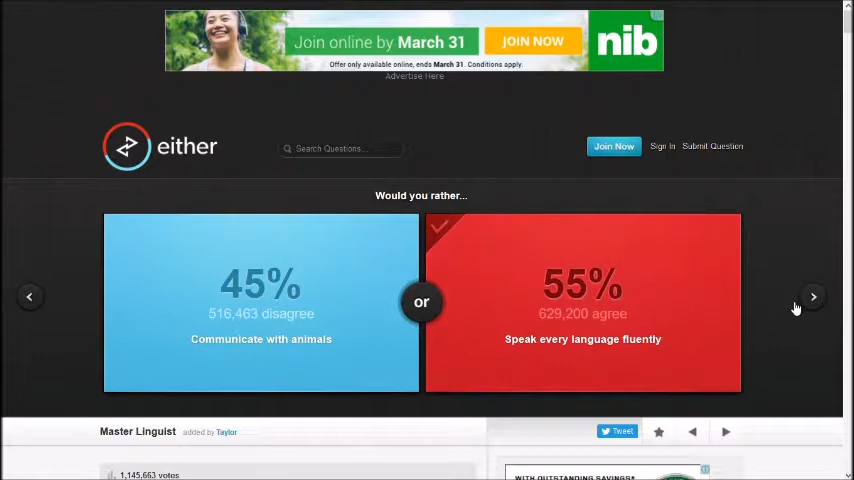 Join online by March 31
JOIN NOW
nib
Offer only available online, ends March 31. Conditions apply.
Advertise Here
either
Search Questions...
Join Now
Sign In
Submit Question
Would you rather...
45%
516,463 disagree
Communicate with animals
or
55%
629,200 agree
Speak every language fluently
Master Linguist added by Taylor
Tweet
1,145,663 votes
WITH OUTSTANDING SAVINGS*